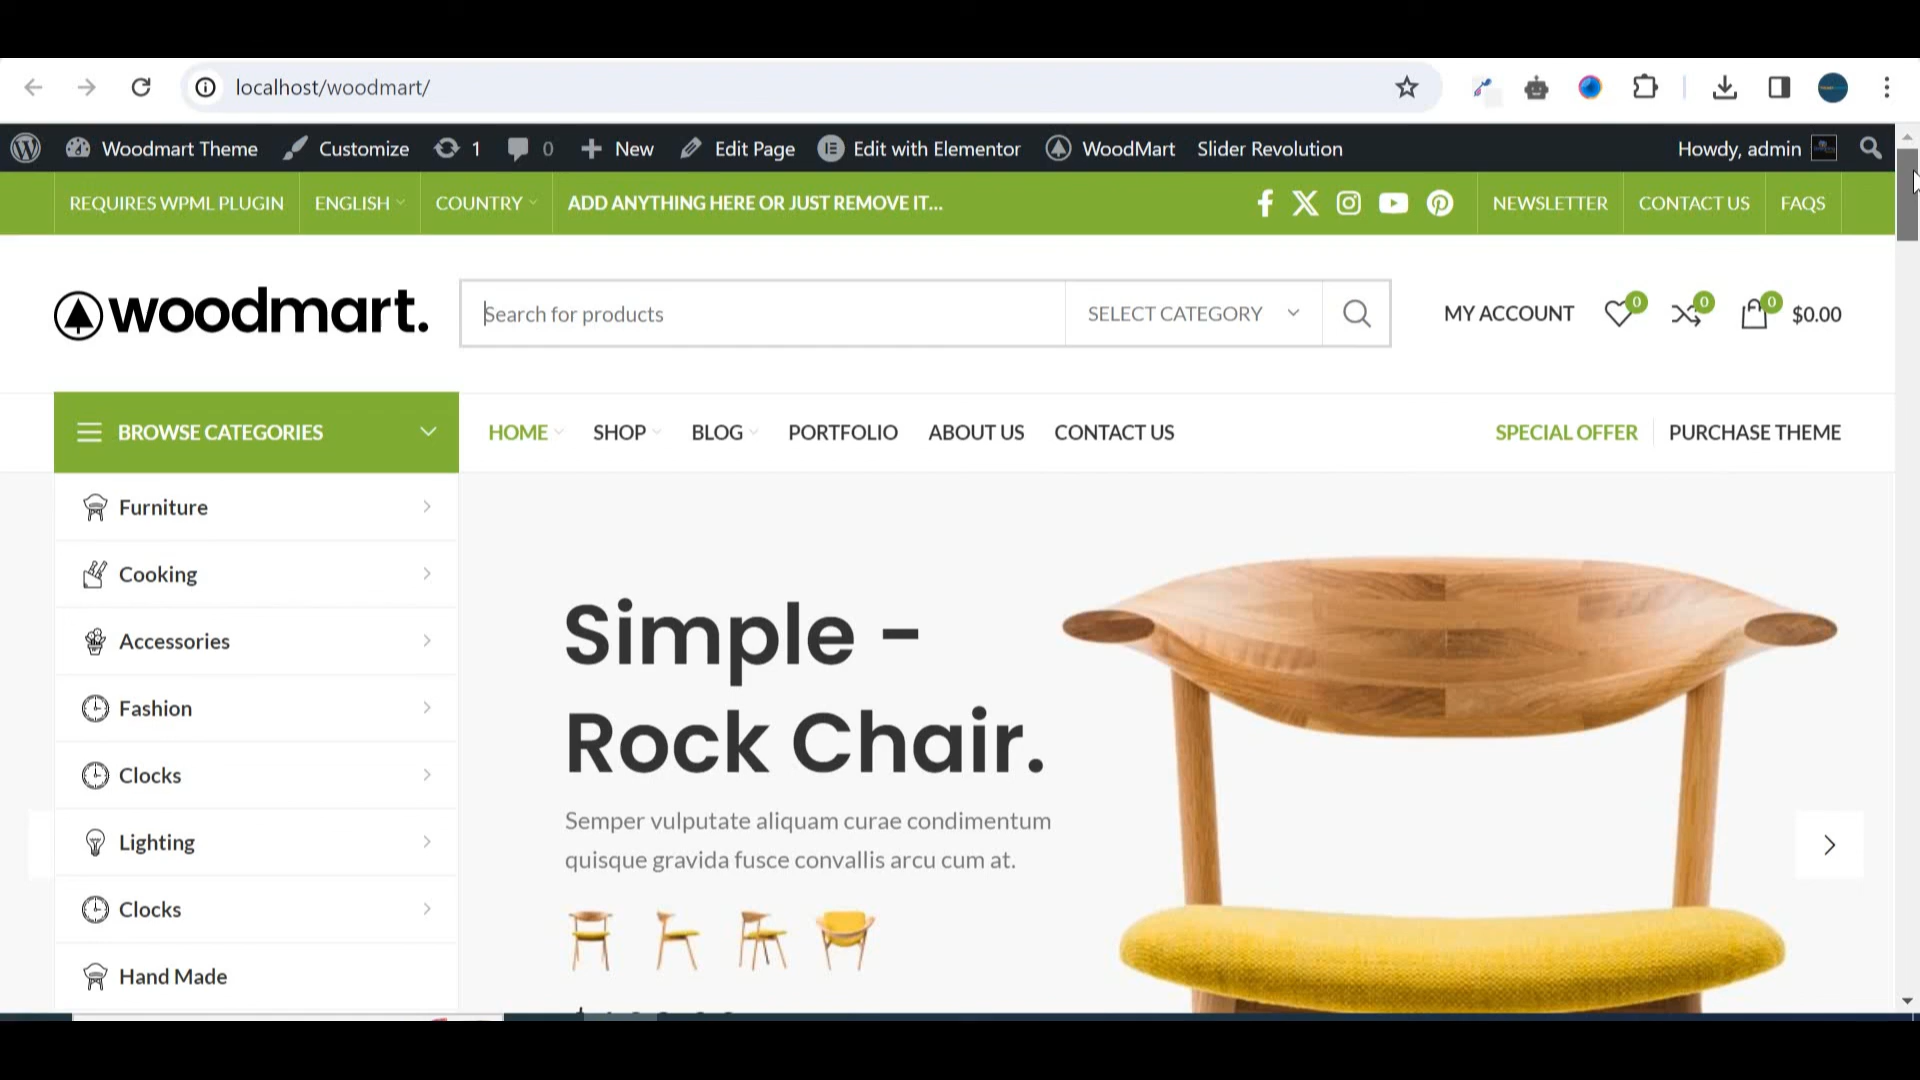 localhost/woodmart/
Woodmart Theme Customize 1 0 New Edit Page Edit with Elementor WoodMart Slider Revolution Howdy, admin
REQUIRES WPML PLUGIN ENGLISH COUNTRY ADD ANYTHING HERE OR JUST REMOVE IT... NEWSLETTER CONTACT US FAQS
woodmart. Search for products SELECT CATEGORY MY ACCOUNT 0 0 0 $0.00
BROWSE CATEGORIES HOME SHOP BLOG PORTFOLIO ABOUT US CONTACT US SPECIAL OFFER PURCHASE THEME
Furniture
Cooking
Accessories
Fashion
Clocks
Lighting
Clocks
Hand Made
Simple -
Rock Chair.
Semper vulputate aliquam curae condimentum
quisque gravida fusce convallis arcu cum at.